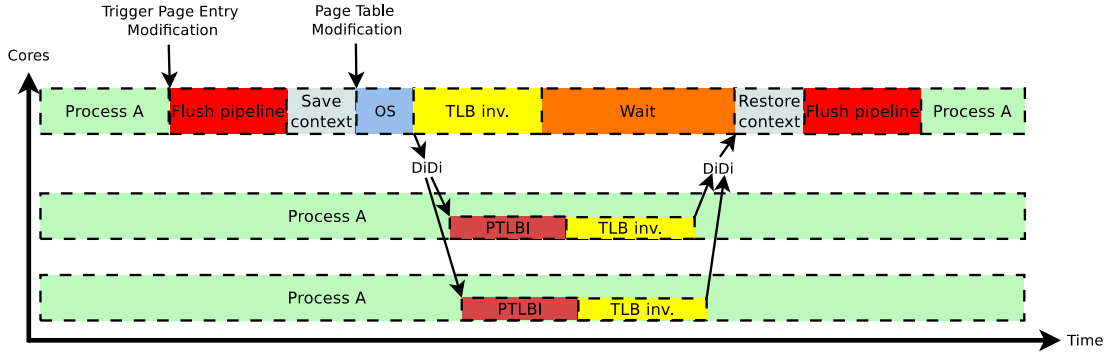 Trigger Page Entry
Modification
Page Table
Modification
Cores
Process A
Flush pipeline
Save
context
OS
TLB inv.
Wait
Restore
context
Flush pipeline
Process A
DiDi
DiDi
Process A
PTLBI
TLB inv.
Process A
PTLBI
TLB inv.
Time